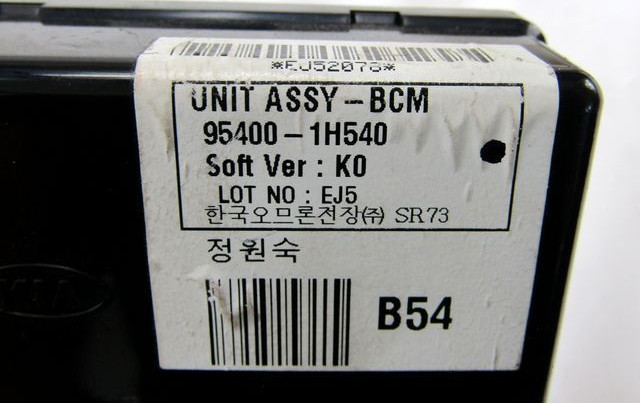 *EJ52076*
UNIT ASSY-BCM
95400-1H540
Soft Ver : K0
LOT NO : EJ5
한국오므론전장㈜ SR73
정원숙
B54
KIA